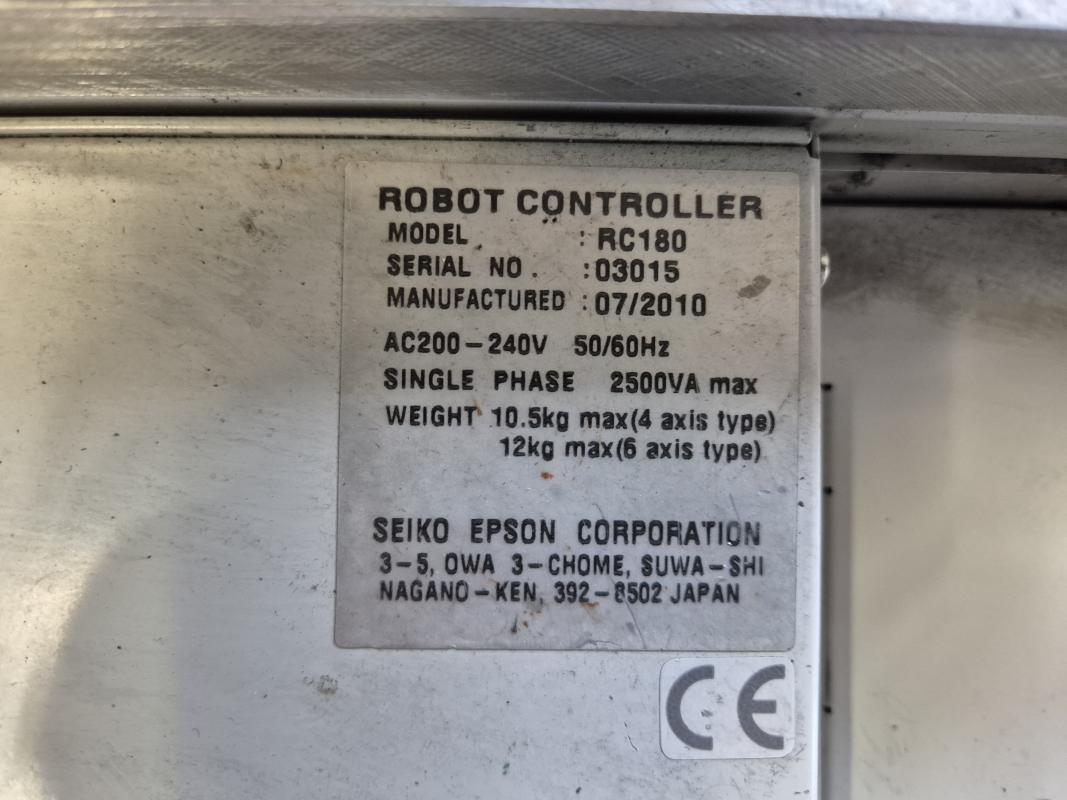 ROBOT CONTROLLER
MODEL : RC180
SERIAL NO. :03015
MANUFACTURED :07/2010
AC200-240V 50/60Hz
SINGLE PHASE 2500VA max
WEIGHT 10.5kg max(4 axis type)
12kg max(6 axis type)
SEIKO EPSON CORPORATION
3-5, OWA 3-CHOME, SUWA-SHI
NAGANO-KEN, 392-8502 JAPAN
CE